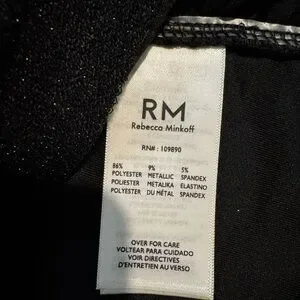 RM
Rebecca Minkoff
RN# : 109890
86% 9% 5%
POLYESTER METALLIC SPANDEX
POLIESTER METALIKA ELASTINO
POLYESTER DU MÉTAL SPANDEX
OVER FOR CARE
VOLTEAR PARA CUIDADO
VOIR DIRECTIVES
D'ENTRETIEN AU VERSO